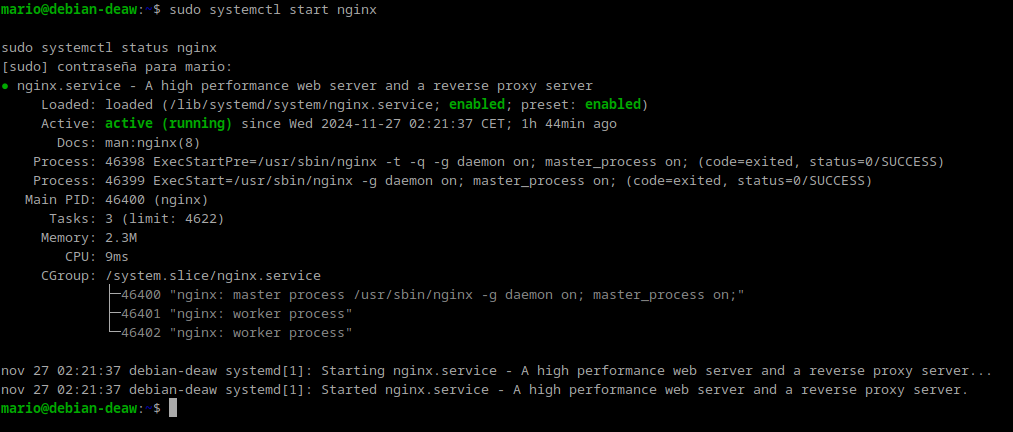 mario@debian-deaw:~$ sudo systemctl start nginx
sudo systemctl status nginx
[sudo] contraseña para mario:
● nginx.service - A high performance web server and a reverse proxy server
Loaded: loaded (/lib/systemd/system/nginx.service; enabled; preset: enabled)
Active: active (running) since Wed 2024-11-27 02:21:37 CET; 1h 44min ago
Docs: man:nginx(8)
Process: 46398 ExecStartPre=/usr/sbin/nginx -t -q -g daemon on; master_process on; (code=exited, status=0/SUCCESS)
Process: 46399 ExecStart=/usr/sbin/nginx -g daemon on; master_process on; (code=exited, status=0/SUCCESS)
Main PID: 46400 (nginx)
Tasks: 3 (limit: 4622)
Memory: 2.3M
CPU: 9ms
CGroup: /system.slice/nginx.service
├─46400 "nginx: master process /usr/sbin/nginx -g daemon on; master_process on;"
├─46401 "nginx: worker process"
└─46402 "nginx: worker process"
nov 27 02:21:37 debian-deaw systemd[1]: Starting nginx.service - A high performance web server and a reverse proxy server...
nov 27 02:21:37 debian-deaw systemd[1]: Started nginx.service - A high performance web server and a reverse proxy server.
mario@debian-deaw:~$